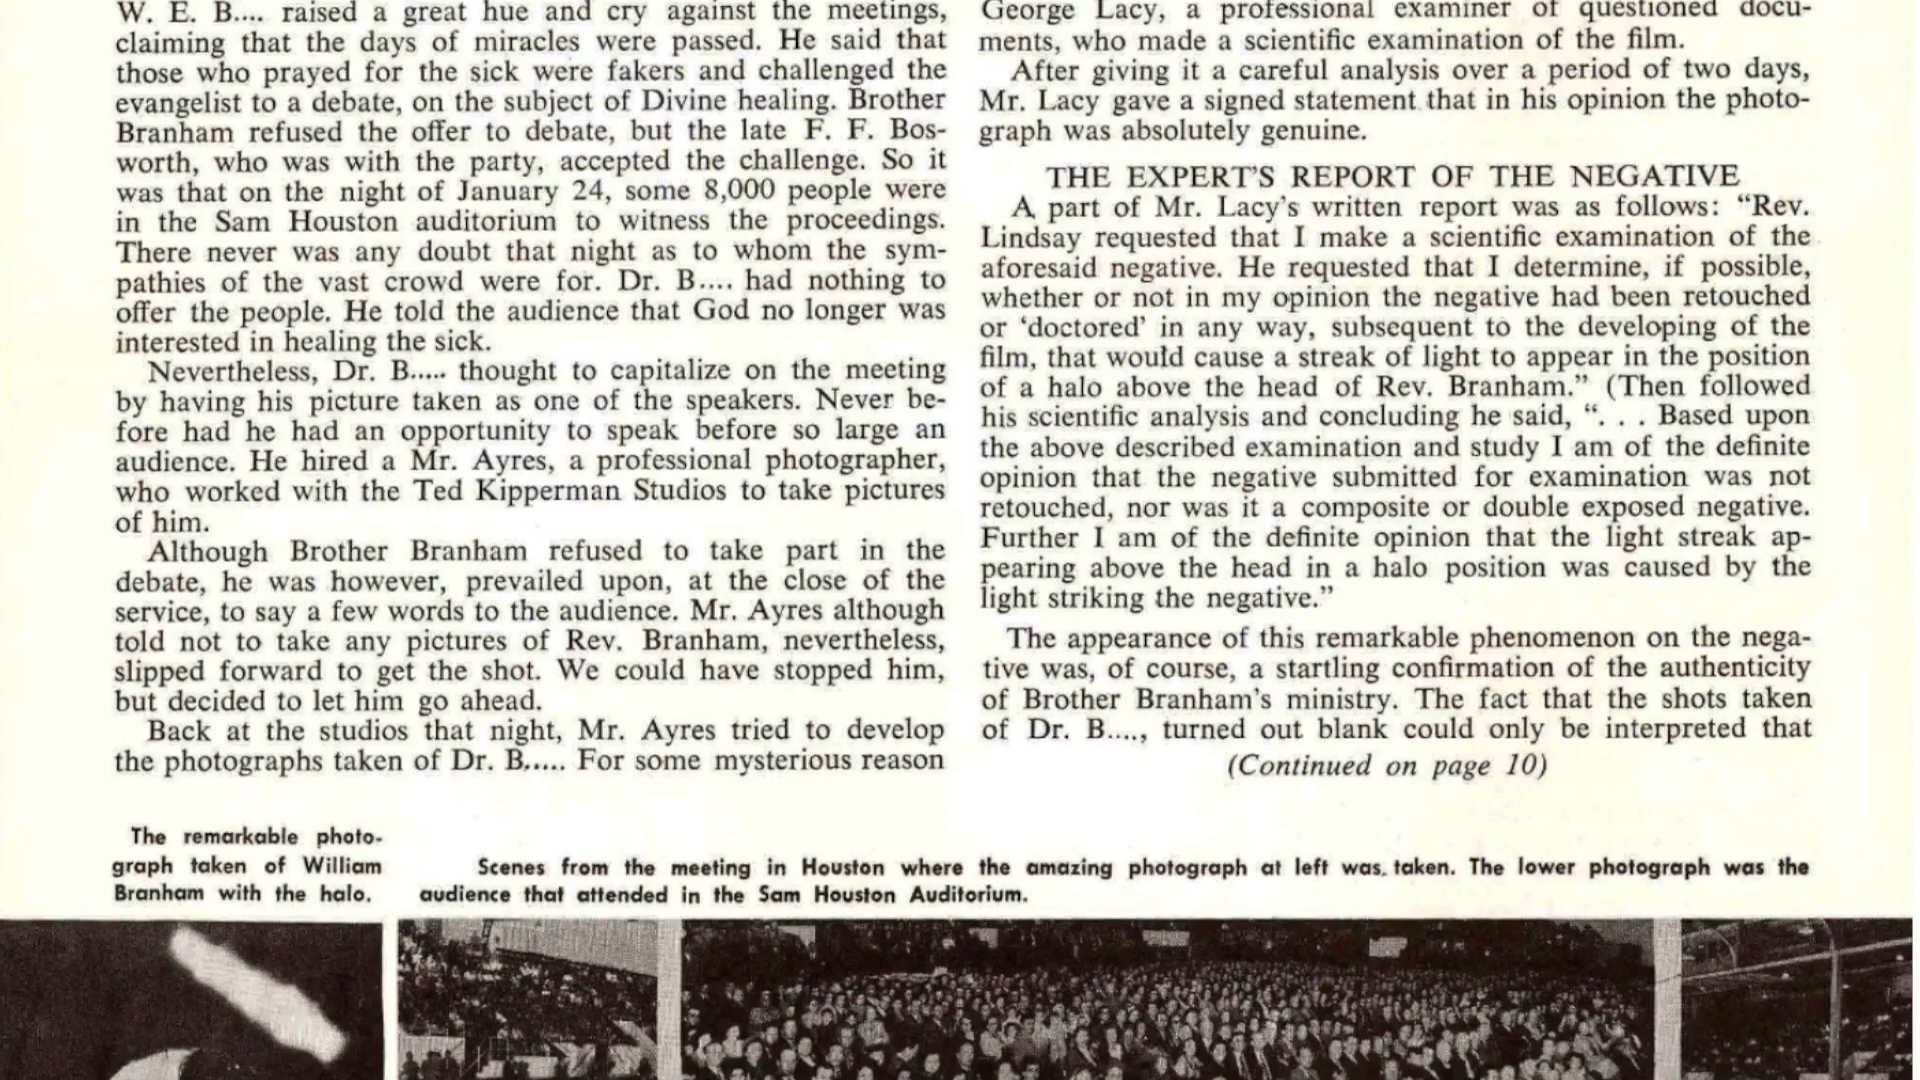 W. E. B.... raised a great hue and cry against the meetings,
claiming that the days of miracles were passed. He said that
those who prayed for the sick were fakers and challenged the
evangelist to a debate, on the subject of Divine healing. Brother
Branham refused the offer to debate, but the late F. F. Bos-
worth, who was with the party, accepted the challenge. So it
was that on the night of January 24, some 8,000 people were
in the Sam Houston auditorium to witness the proceedings.
There never was any doubt that night as to whom the sym-
pathies of the vast crowd were for. Dr. B.... had nothing to
offer the people. He told the audience that God no longer was
interested in healing the sick.
Nevertheless, Dr. B..... thought to capitalize on the meeting
by having his picture taken as one of the speakers. Never be-
fore had he had an opportunity to speak before so large an
audience. He hired a Mr. Ayres, a professional photographer,
who worked with the Ted Kipperman Studios to take pictures
of him.
Although Brother Branham refused to take part in the
debate, he was however, prevailed upon, at the close of the
service, to say a few words to the audience. Mr. Ayres although
told not to take any pictures of Rev. Branham, nevertheless,
slipped forward to get the shot. We could have stopped him,
but decided to let him go ahead.
Back at the studios that night, Mr. Ayres tried to develop
the photographs taken of Dr. B..... For some mysterious reason
George Lacy, a professional examiner of questioned docu-
ments, who made a scientific examination of the film.
After giving it a careful analysis over a period of two days,
Mr. Lacy gave a signed statement that in his opinion the photo-
graph was absolutely genuine.
THE EXPERT'S REPORT OF THE NEGATIVE
A part of Mr. Lacy's written report was as follows: “Rev.
Lindsay requested that I make a scientific examination of the
aforesaid negative. He requested that I determine, if possible,
whether or not in my opinion the negative had been retouched
or ‘doctored’ in any way, subsequent to the developing of the
film, that would cause a streak of light to appear in the position
of a halo above the head of Rev. Branham.” (Then followed
his scientific analysis and concluding he said, “. . . Based upon
the above described examination and study I am of the definite
opinion that the negative submitted for examination was not
retouched, nor was it a composite or double exposed negative.
Further I am of the definite opinion that the light streak ap-
pearing above the head in a halo position was caused by the
light striking the negative.”
The appearance of this remarkable phenomenon on the nega-
tive was, of course, a startling confirmation of the authenticity
of Brother Branham's ministry. The fact that the shots taken
of Dr. B...., turned out blank could only be interpreted that
(Continued on page 10)
The remarkable photo-
graph taken of William
Branham with the halo.
Scenes from the meeting in Houston where the amazing photograph at left was taken. The lower photograph was the
audience that attended in the Sam Houston Auditorium.